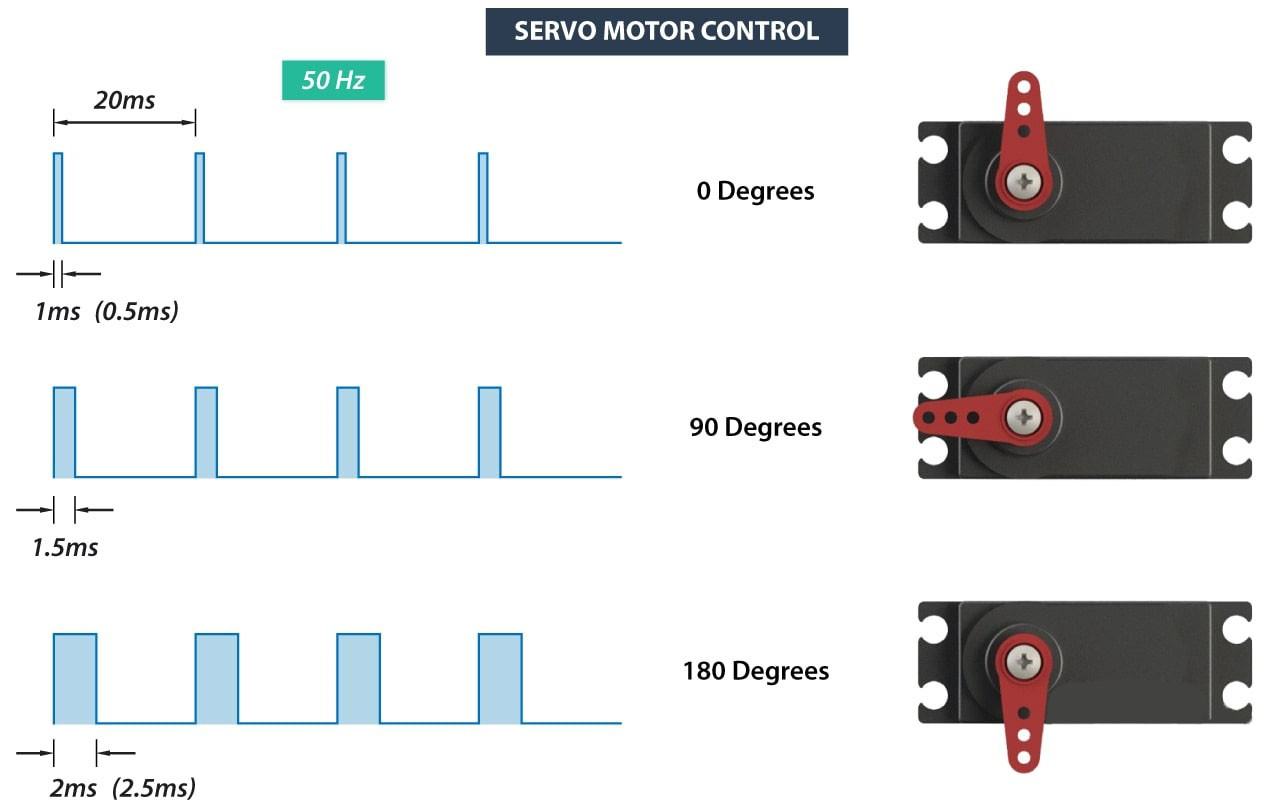 SERVO MOTOR CONTROL
50 Hz
20ms
0 Degrees
1ms (0.5ms)
90 Degrees
1.5ms
180 Degrees
2ms (2.5ms)